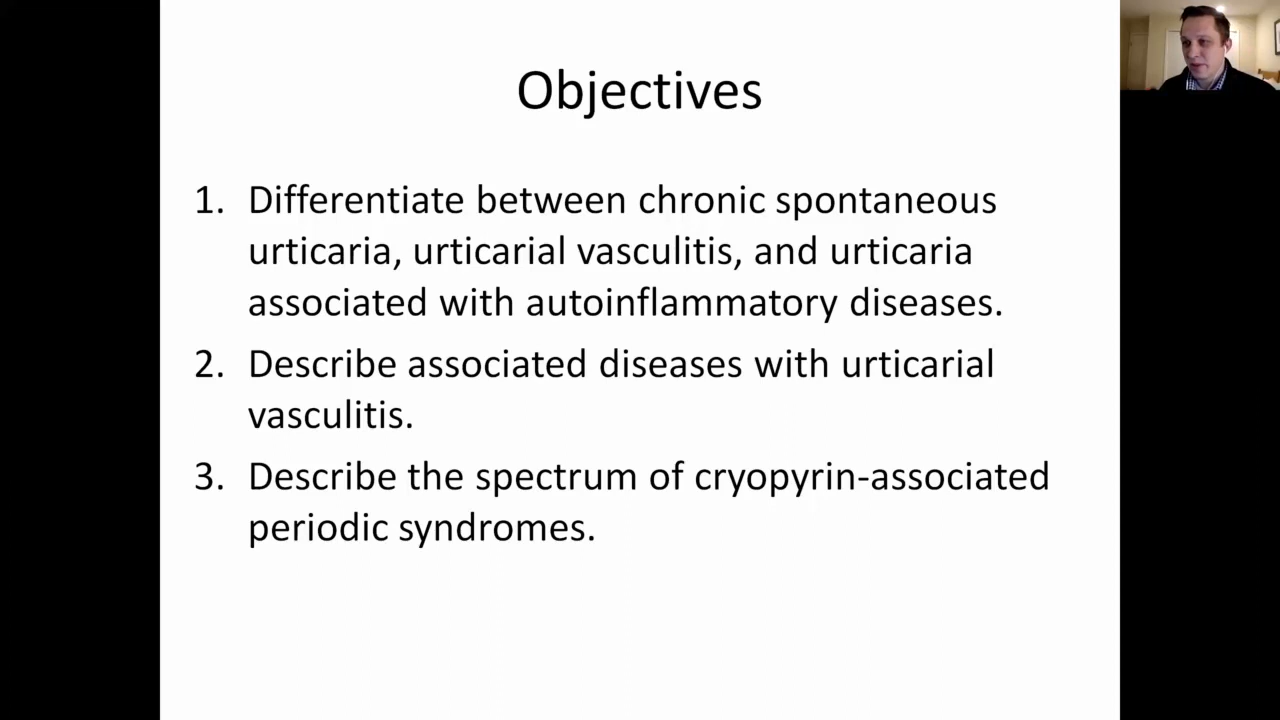 Objectives
1. Differentiate between chronic spontaneous
urticaria, urticarial vasculitis, and urticaria
associated with autoinflammatory diseases.
2. Describe associated diseases with urticarial
vasculitis.
3. Describe the spectrum of cryopyrin-associated
periodic syndromes.